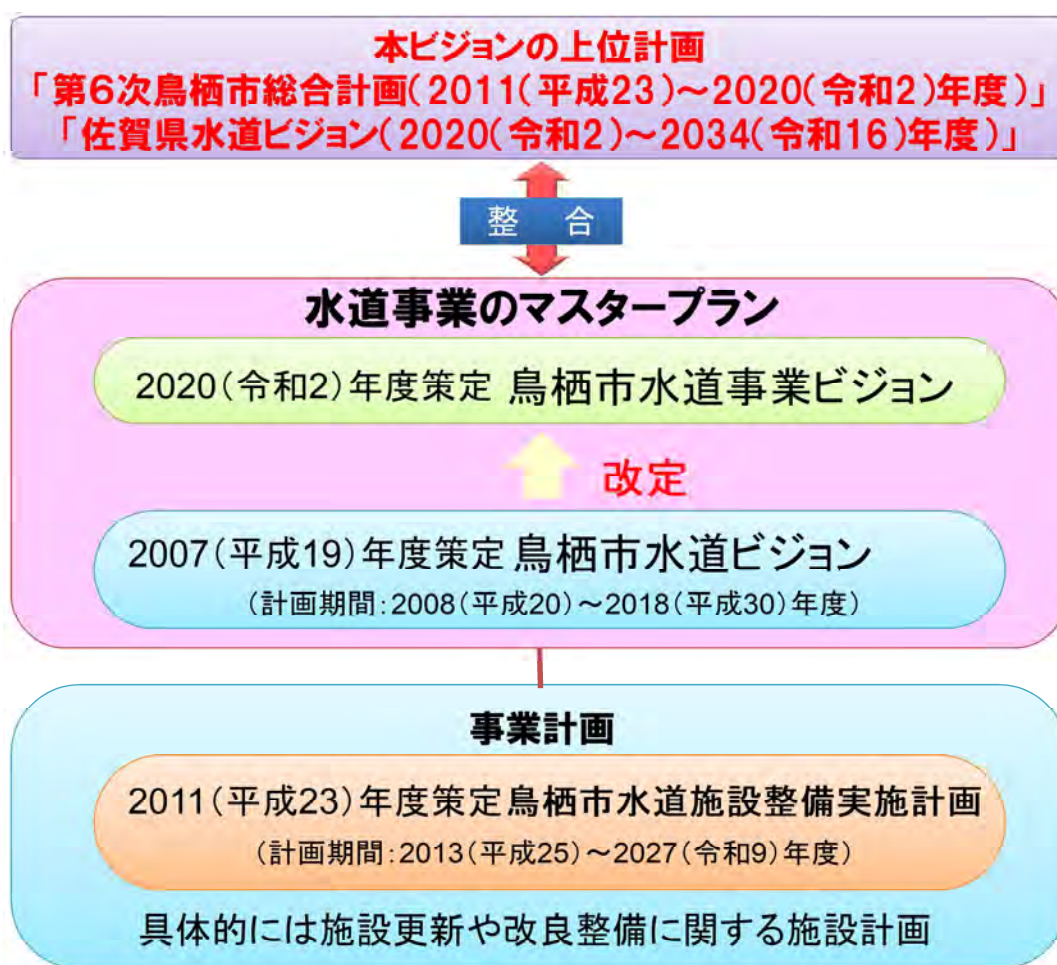 本ビジョンの上位計画
「第6次鳥栖市総合計画(2011(平成23)～2020(令和2)年度)」
「佐賀県水道ビジョン(2020(令和2)～2034(令和16)年度)」
整　合
水道事業のマスタープラン
2020(令和2)年度策定 鳥栖市水道事業ビジョン
改定
2007(平成19)年度策定 鳥栖市水道ビジョン
(計画期間:2008(平成20)～2018(平成30)年度)
事業計画
2011(平成23)年度策定鳥栖市水道施設整備実施計画
(計画期間:2013(平成25)～2027(令和9)年度)
具体的には施設更新や改良整備に関する施設計画